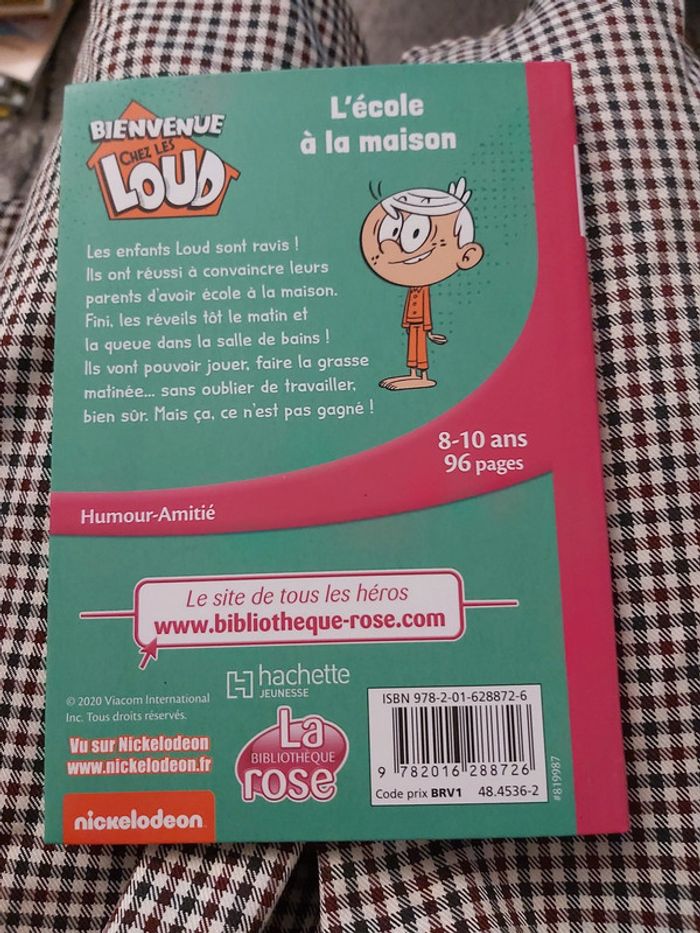 BIENVENUE
CHEZ LES
LOUD
L'école
à la maison
Les enfants Loud sont ravis !
Ils ont réussi à convaincre leurs
parents d'avoir école à la maison.
Fini, les réveils tôt le matin et
la queue dans la salle de bains !
Ils vont pouvoir jouer, faire la grasse
matinée... sans oublier de travailler,
bien sûr. Mais ça, ce n'est pas gagné !
8-10 ans
96 pages
Humour-Amitié
Le site de tous les héros
www.bibliotheque-rose.com
hachette
JEUNESSE
© 2020 Viacom International
Inc. Tous droits réservés.
Vu sur Nickelodeon
www.nickelodeon.fr
nickelodeon
La
BIBLIOTHÈQUE
rose
ISBN 978-2-01-628872-6
9 782016 288726
Code prix BRV1 48.4536-2
#819987